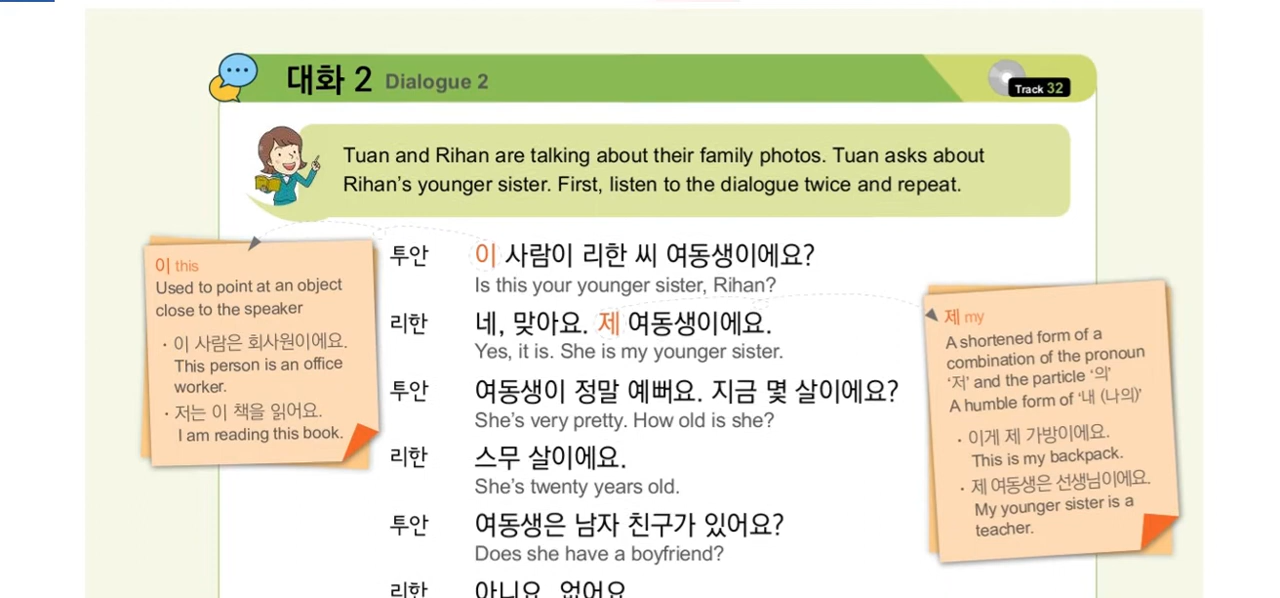 대화 2 Dialogue 2
Track 32
Tuan and Rihan are talking about their family photos. Tuan asks about
Rihan's younger sister. First, listen to the dialogue twice and repeat.
이 this
Used to point at an object
close to the speaker
· 이 사람은 회사원이에요.
This person is an office
worker.
· 저는 이 책을 읽어요.
I am reading this book.
투안 이 사람이 리한 씨 여동생이에요?
Is this your younger sister, Rihan?
리한 네, 맞아요. 제 여동생이에요.
Yes, it is. She is my younger sister.
투안 여동생이 정말 예뻐요. 지금 몇 살이에요?
She's very pretty. How old is she?
리한 스무 살이에요.
She's twenty years old.
투안 여동생은 남자 친구가 있어요?
Does she have a boyfriend?
리한 아니요, 없어요
제 my
A shortened form of a
combination of the pronoun
‘저’ and the particle ‘의’
A humble form of ‘내 (나의)’
· 이게 제 가방이에요.
This is my backpack.
· 제 여동생은 선생님이에요.
My younger sister is a
teacher.